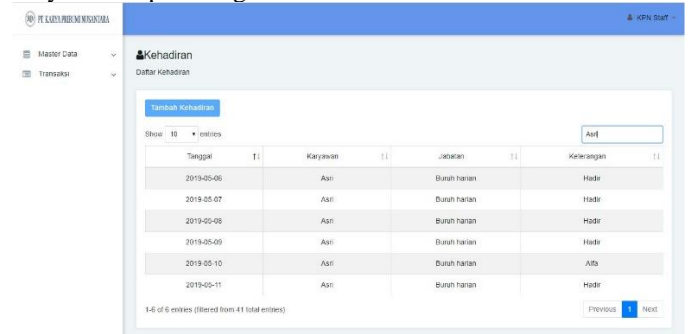 PT. KARYA PRIBUMI NUSANTARA
KPN Staff
Master Data
Transaksi
Kehadiran
Daftar Kehadiran
Tambah Kehadiran
Show 10 entries
Asri
Tanggal Karyawan Jabatan Keterangan
2019-05-06 Asri Buruh harian Hadir
2019-05-07 Asri Buruh harian Hadir
2019-05-08 Asri Buruh harian Hadir
2019-05-09 Asri Buruh harian Hadir
2019-05-10 Asri Buruh harian Alfa
2019-05-11 Asri Buruh harian Hadir
1-6 of 6 entries (filtered from 41 total entries)
Previous 1 Next